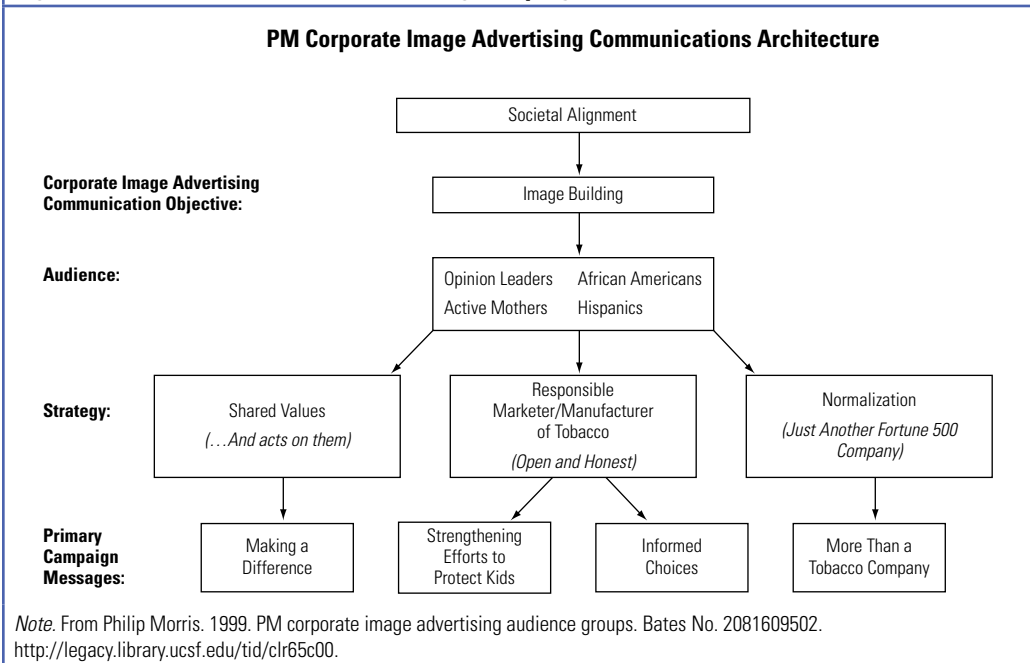 PM Corporate Image Advertising Communications Architecture
Societal Alignment
Corporate Image Advertising
Communication Objective:
Image Building
Audience:
Opinion Leaders African Americans
Active Mothers Hispanics
Strategy:
Shared Values
(…And acts on them)
Responsible
Marketer/Manufacturer
of Tobacco
(Open and Honest)
Normalization
(Just Another Fortune 500
Company)
Primary
Campaign
Messages:
Making a
Difference
Strengthening
Efforts to
Protect Kids
Informed
Choices
More Than a
Tobacco Company
Note. From Philip Morris. 1999. PM corporate image advertising audience groups. Bates No. 2081609502.
http://legacy.library.ucsf.edu/tid/clr65c00.